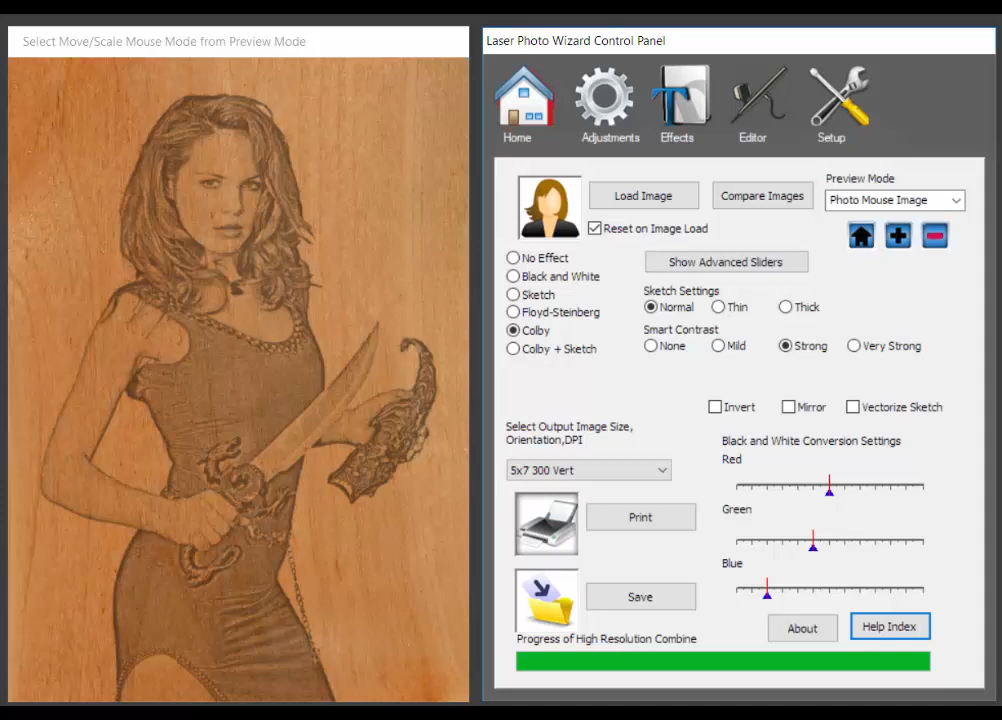 Select Move/Scale Mouse Mode from Preview Mode
Laser Photo Wizard Control Panel
Home
Adjustments
Effects
Editor
Setup
Preview Mode
Load Image
Compare Images
Photo Mouse Image
Reset on Image Load
No Effect
Black and White
Sketch
Floyd-Steinberg
Colby
Colby + Sketch
Show Advanced Sliders
Sketch Settings
Normal
Thin
Thick
Smart Contrast
None
Mild
Strong
Very Strong
Invert
Mirror
Vectorize Sketch
Select Output Image Size,
Orientation,DPI
5x7 300 Vert
Print
Save
Black and White Conversion Settings
Red
Green
Blue
About
Help Index
Progress of High Resolution Combine